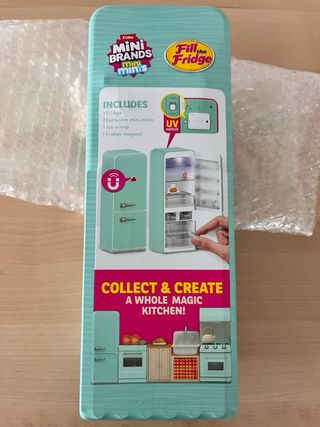 ZURU
MINI
BRANDS
mini
minis
Fill the
Fridge
INCLUDES
1 Fridge
2 Exclusive mini minis
1 Ice scoop
1 Fridge magnet
UV
switch
COLLECT & CREATE
A WHOLE MAGIC
KITCHEN!